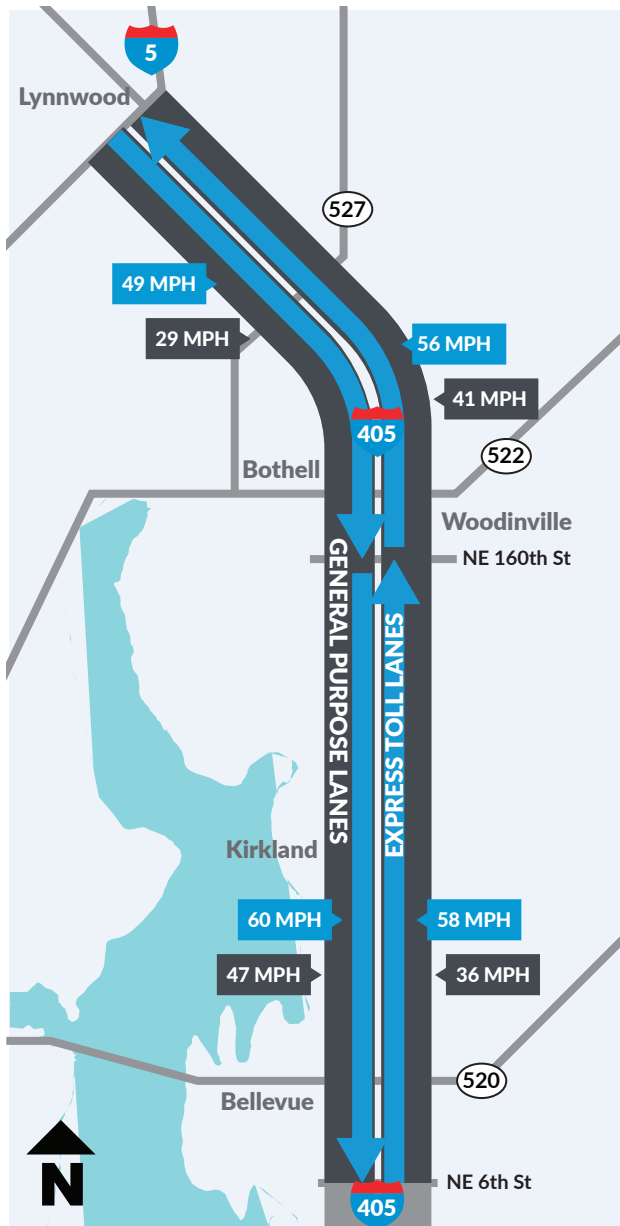 5
Lynnwood
527
49 MPH
29 MPH
56 MPH
41 MPH
405
522
Bothell
Woodinville
NE 160th St
GENERAL PURPOSE LANES
EXPRESS TOLL LANES
Kirkland
60 MPH
58 MPH
47 MPH
36 MPH
520
Bellevue
N
NE 6th St
405